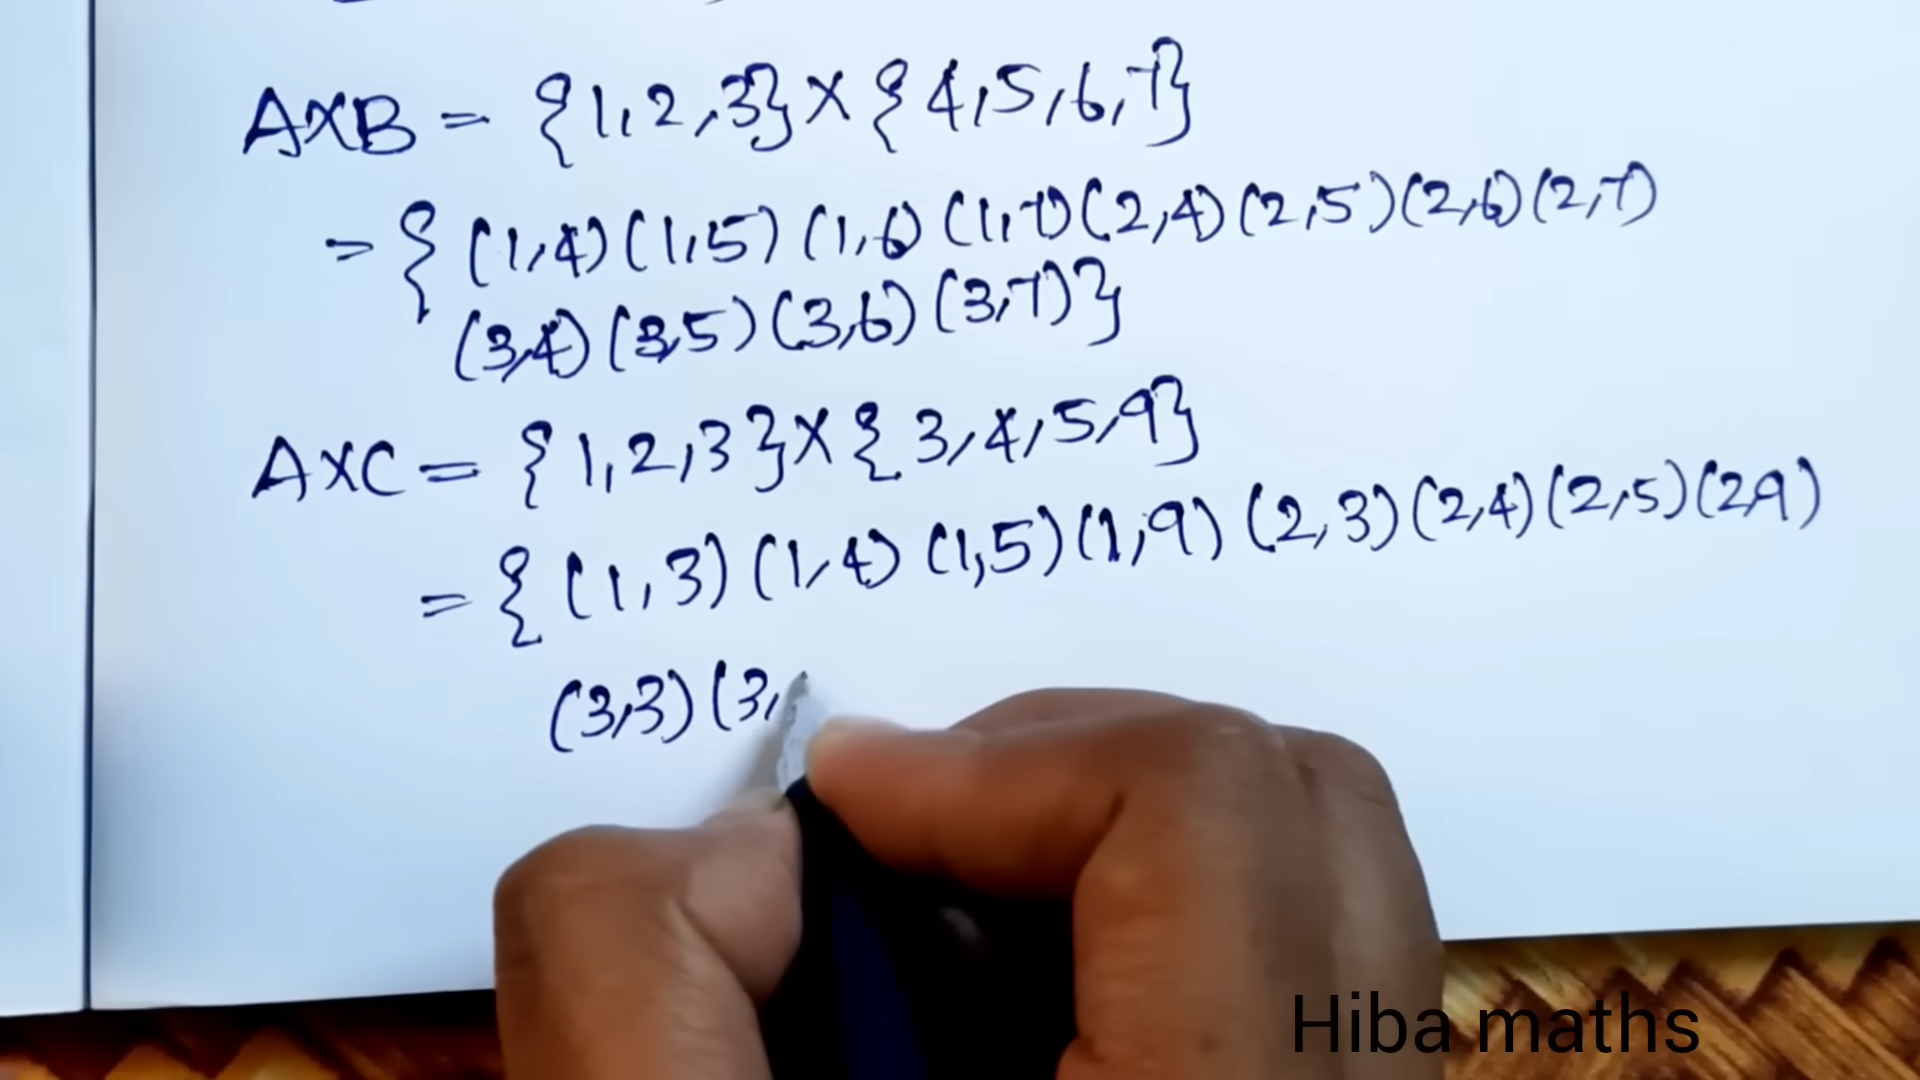 AXB = {1,2,3}X{4,5,6,7}
= {(1,4)(1,5)(1,6)(1,7)(2,4)(2,5)(2,6)(2,7)
(3,4)(3,5)(3,6)(3,7)}
AXC = {1,2,3}X{3,4,5,9}
= {(1,3)(1,4)(1,5)(1,9)(2,3)(2,4)(2,5)(2,9)
(3,3)(3,
Hiba maths